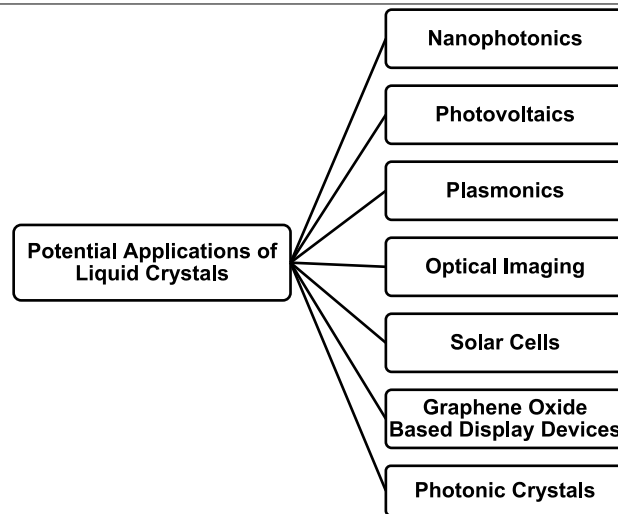 Nanophotonics
Photovoltaics
Plasmonics
Potential Applications of
Liquid Crystals
Optical Imaging
Solar Cells
Graphene Oxide
Based Display Devices
Photonic Crystals